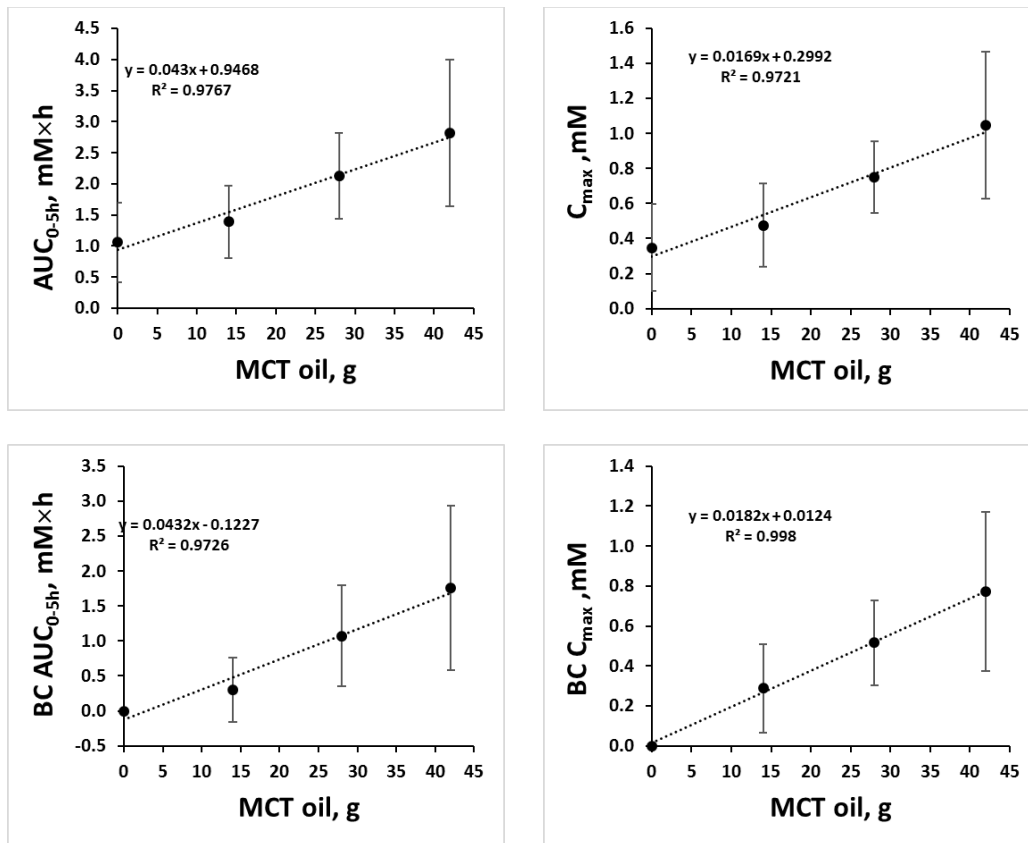 4.5
4.0
3.5
3.0
2.5
2.0
1.5
1.0
0.5
0.0
AUC0-5h, mM×h
y = 0.043x + 0.9468
R² = 0.9767
0 5 10 15 20 25 30 35 40 45
MCT oil, g
1.6
1.4
1.2
1.0
0.8
0.6
0.4
0.2
0.0
Cmax ,mM
y = 0.0169x + 0.2992
R² = 0.9721
0 5 10 15 20 25 30 35 40 45
MCT oil, g
3.5
3.0
2.5
2.0
1.5
1.0
0.5
0.0
-0.5
BC AUC0-5h, mM×h
y = 0.0432x - 0.1227
R² = 0.9726
0 5 10 15 20 25 30 35 40 45
MCT oil, g
1.4
1.2
1.0
0.8
0.6
0.4
0.2
0.0
BC Cmax ,mM
y = 0.0182x + 0.0124
R² = 0.998
0 5 10 15 20 25 30 35 40 45
MCT oil, g